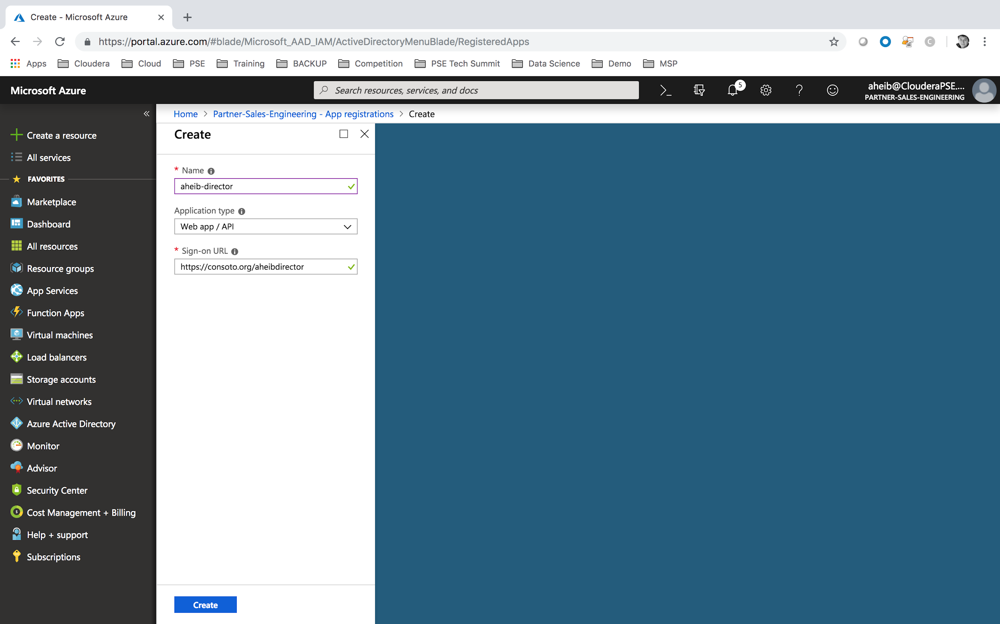 Create - Microsoft Azure
https://portal.azure.com/#blade/Microsoft_AAD_IAM/ActiveDirectoryMenuBlade/RegisteredApps
C
Apps Cloudera Cloud PSE Training BACKUP Competition PSE Tech Summit Data Science Demo MSP
Microsoft Azure
Search resources, services, and docs
5
aheib@ClouderaPSE....
PARTNER-SALES-ENGINEERING
Home > Partner-Sales-Engineering - App registrations > Create
Create a resource
All services
FAVORITES
Marketplace
Dashboard
All resources
Resource groups
App Services
Function Apps
Virtual machines
Load balancers
Storage accounts
Virtual networks
Azure Active Directory
Monitor
Advisor
Security Center
Cost Management + Billing
Help + support
Subscriptions
Create
* Name
aheib-director
Application type
Web app / API
* Sign-on URL
https://consoto.org/aheibdirector
Create